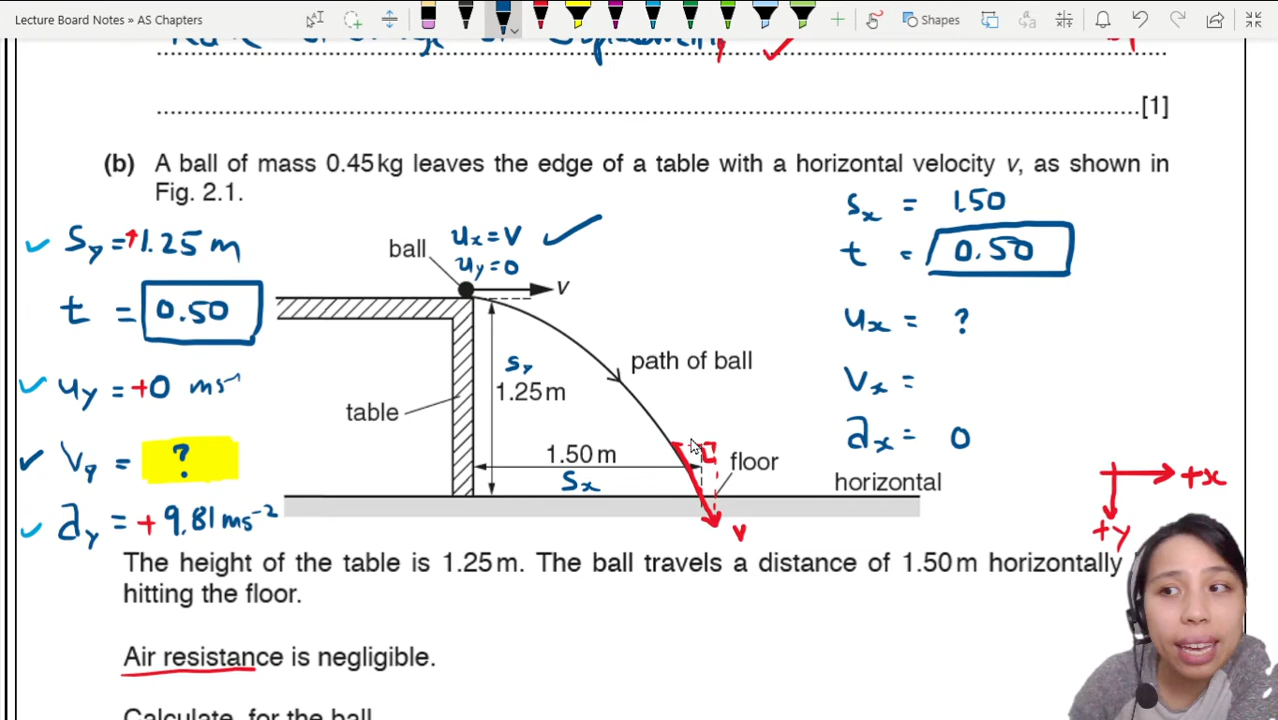 Lecture Board Notes » AS Chapters
Shapes
[1]
(b) A ball of mass 0.45 kg leaves the edge of a table with a horizontal velocity v, as shown in
Fig. 2.1.
sy = 1.25 m
t = 0.50
uy = +0 ms⁻¹
vy = ?
ay = + 9.81 ms⁻²
ux = v
uy = 0
ball
v
path of ball
sy
1.25 m
table
1.50 m
sx
floor
horizontal
v
sx = 1.50
t = 0.50
ux = ?
vx =
ax = 0
+x
+y
The height of the table is 1.25 m. The ball travels a distance of 1.50 m horizontally
hitting the floor.
Air resistance is negligible.
Calculate, for the ball